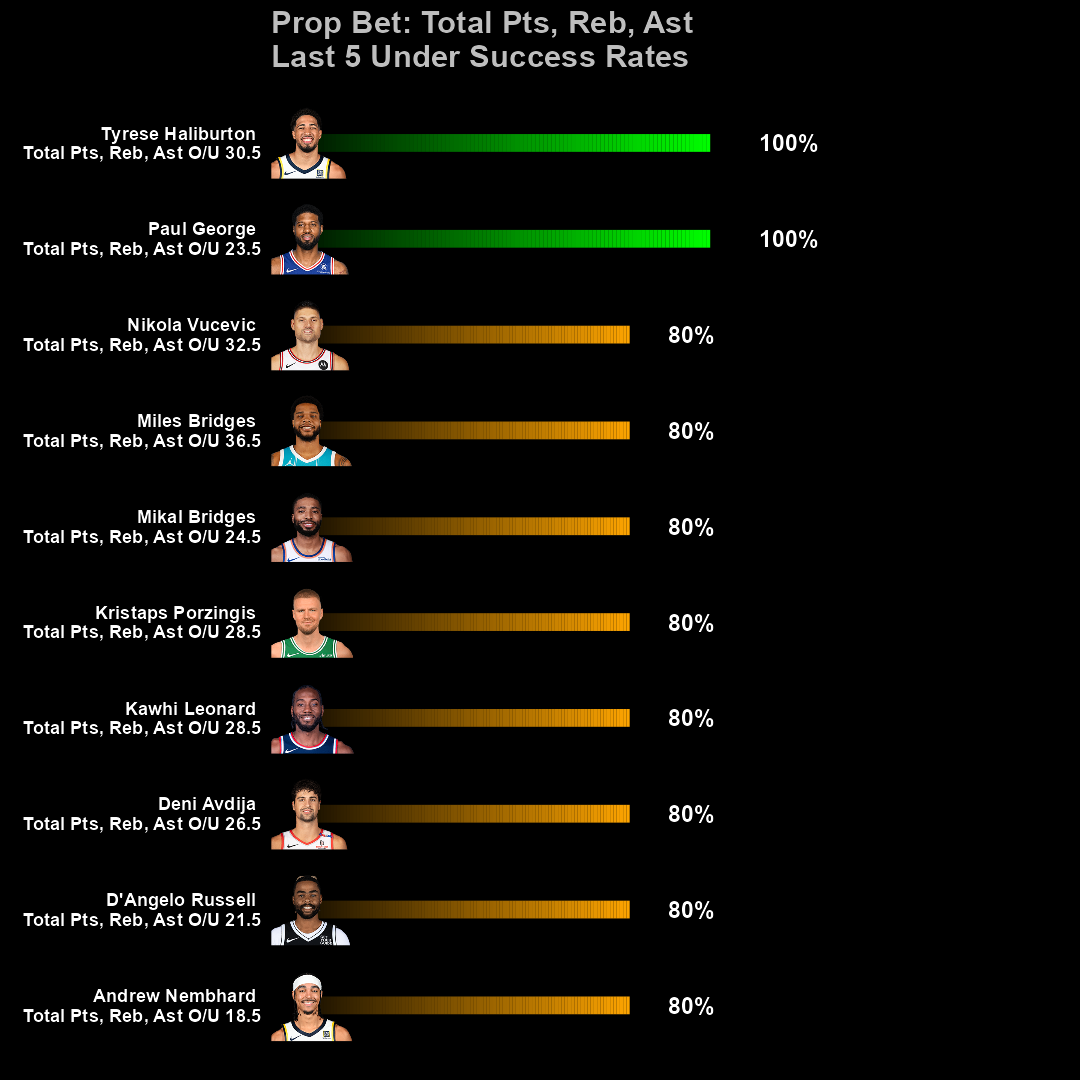 Prop Bet: Total Pts, Reb, Ast
Last 5 Under Success Rates
Tyrese Haliburton
Total Pts, Reb, Ast O/U 30.5
100%
Paul George
Total Pts, Reb, Ast O/U 23.5
100%
Nikola Vucevic
Total Pts, Reb, Ast O/U 32.5
80%
Miles Bridges
Total Pts, Reb, Ast O/U 36.5
80%
Mikal Bridges
Total Pts, Reb, Ast O/U 24.5
80%
Kristaps Porzingis
Total Pts, Reb, Ast O/U 28.5
80%
Kawhi Leonard
Total Pts, Reb, Ast O/U 28.5
80%
Deni Avdija
Total Pts, Reb, Ast O/U 26.5
80%
D'Angelo Russell
Total Pts, Reb, Ast O/U 21.5
80%
Andrew Nembhard
Total Pts, Reb, Ast O/U 18.5
80%